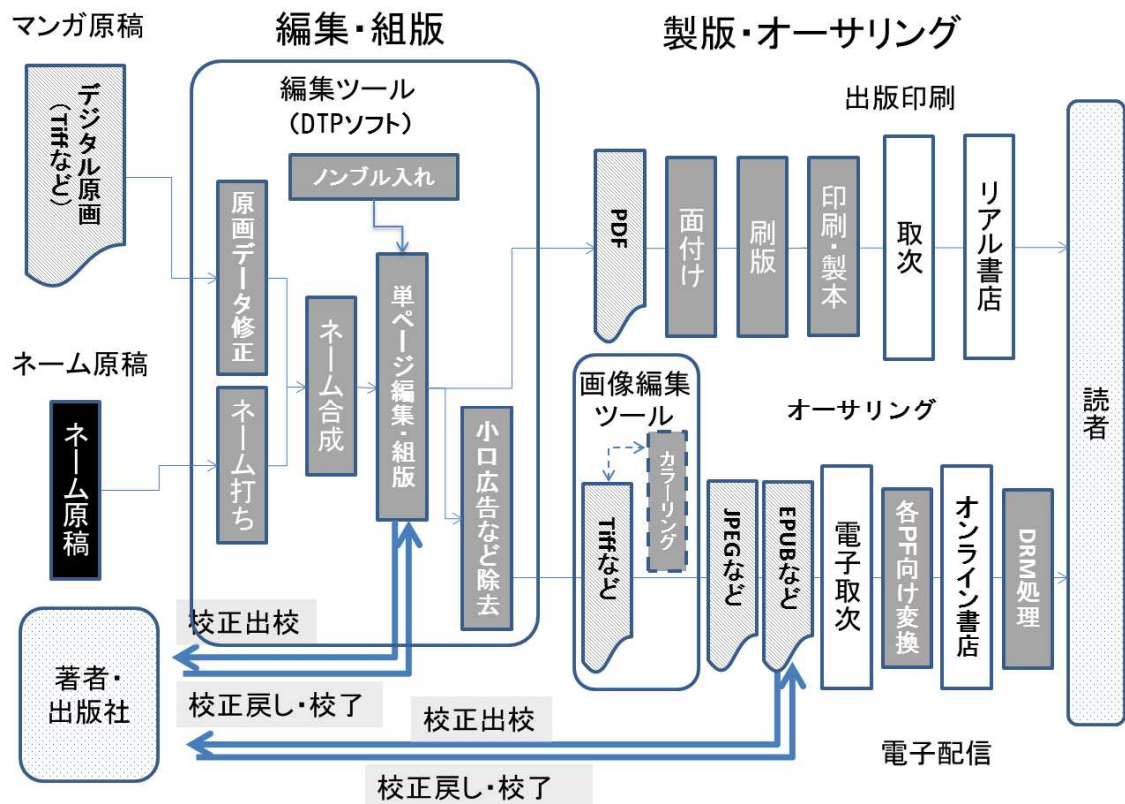 マンガ原稿
編集・組版
製版・オーサリング
デジタル原画
(Tiffなど)
編集ツール
(DTPソフト)
ノンブル入れ
原画データ修正
ネーム打ち
ネーム合成
単ページ編集・組版
小口広告など除去
ネーム原稿
ネーム原稿
出版印刷
PDF
面付け
刷版
印刷・製本
取次
リアル書店
読者
画像編集
ツール
カラーリング
Tiffなど
オーサリング
JPEGなど
EPUBなど
電子取次
各PF向け変換
オンライン書店
DRM処理
著者・
出版社
校正出校
校正戻し・校了
校正出校
校正戻し・校了
電子配信